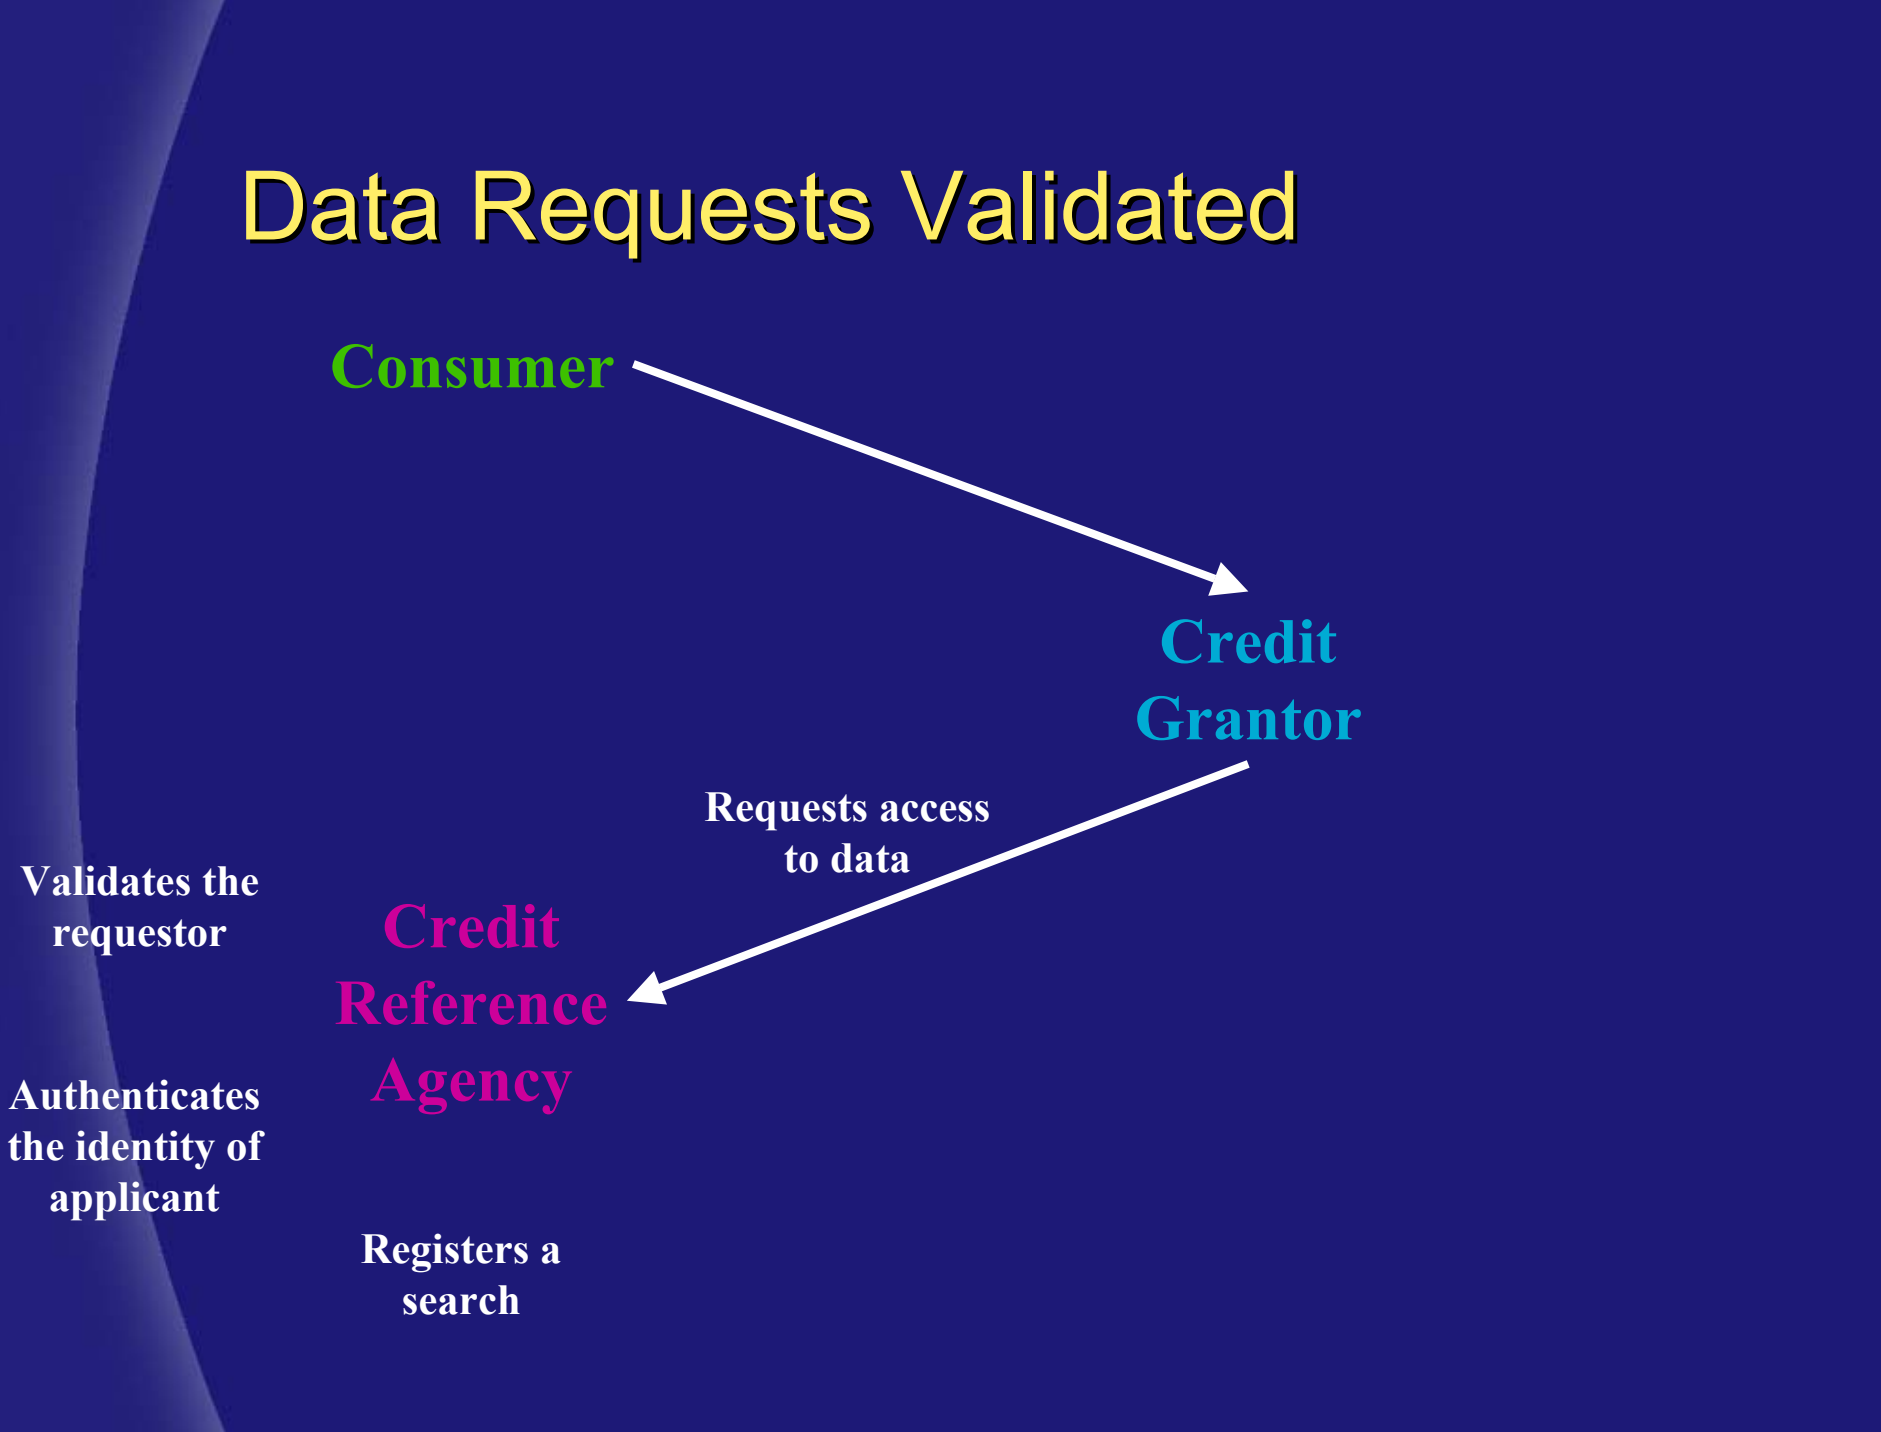 Data Requests Validated
Consumer
Credit
Grantor
Requests access
to data
Validates the
requestor
Credit
Reference
Agency
Authenticates
the identity of
applicant
Registers a
search